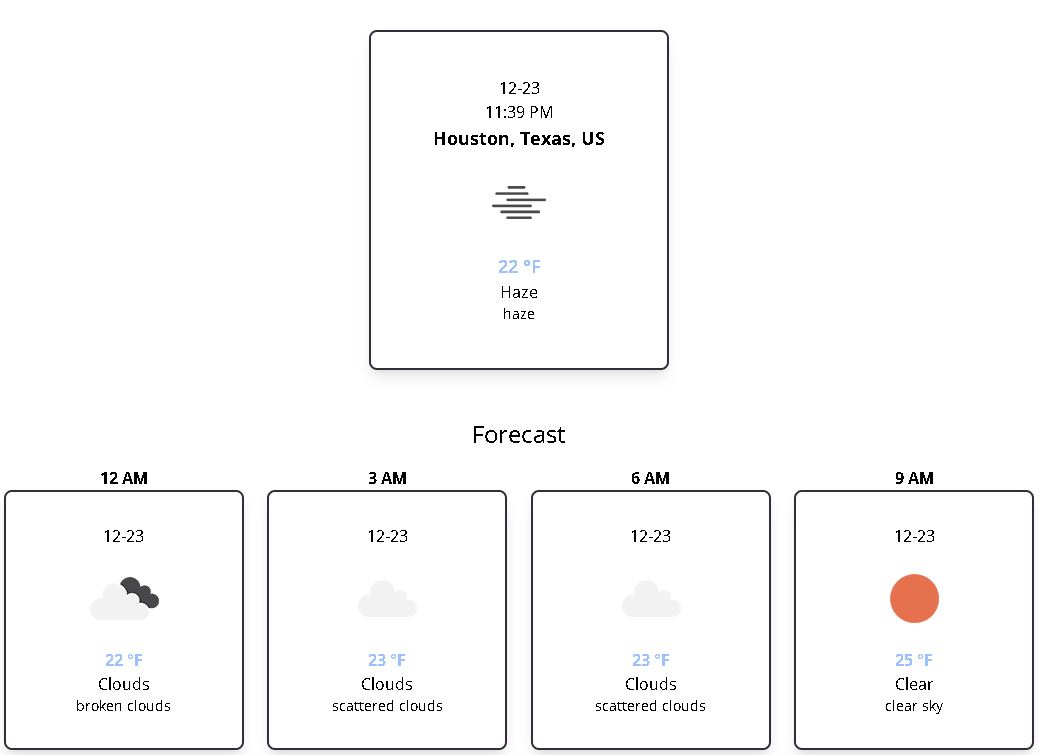 12-23
11:39 PM
Houston, Texas, US
22 °F
Haze
haze
Forecast
12 AM
12-23
22 °F
Clouds
broken clouds
3 AM
12-23
23 °F
Clouds
scattered clouds
6 AM
12-23
23 °F
Clouds
scattered clouds
9 AM
12-23
25 °F
Clear
clear sky